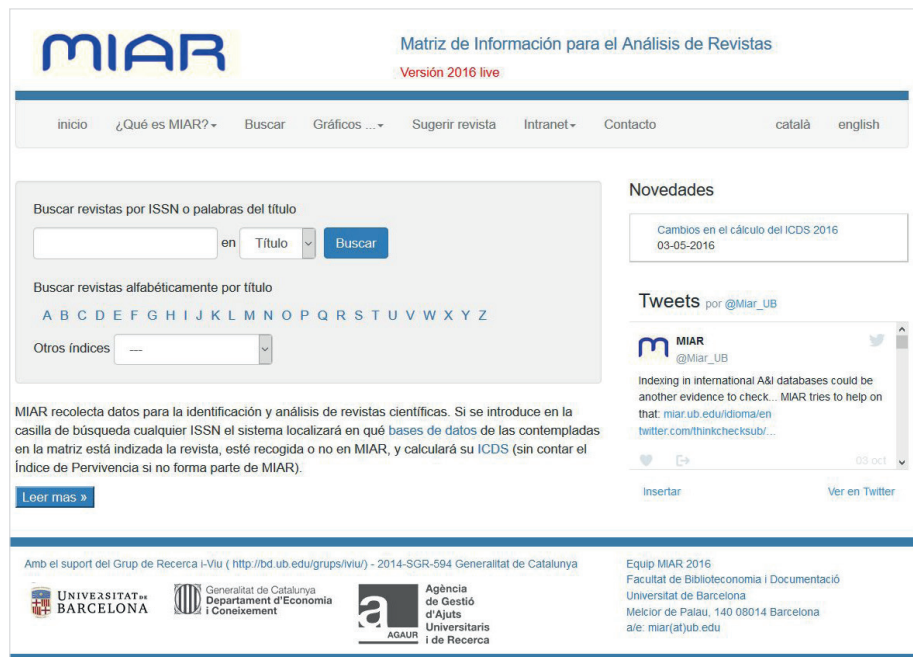 MIAR
Matriz de Información para el Análisis de Revistas
Versión 2016 live
inicio ¿Qué es MIAR? Buscar Gráficos ... Sugerir revista Intranet Contacto català english
Buscar revistas por ISSN o palabras del título
en Título Buscar
Buscar revistas alfabéticamente por título
A B C D E F G H I J K L M N O P Q R S T U V W X Y Z
Otros índices ---
MIAR recolecta datos para la identificación y análisis de revistas científicas. Si se introduce en la
casilla de búsqueda cualquier ISSN el sistema localizará en qué bases de datos de las contempladas
en la matriz está indizada la revista, esté recogida o no en MIAR, y calculará su ICDS (sin contar el
Índice de Pervivencia si no forma parte de MIAR).
Leer mas »
Novedades
Cambios en el cálculo del ICDS 2016
03-05-2016
Tweets por @Miar_UB
MIAR
@Miar_UB
Indexing in international A&I databases could be
another evidence to check... MIAR tries to help on
that: miar.ub.edu/idioma/en
twitter.com/thinkchecksub/...
03 oct
Insertar Ver en Twitter
Amb el suport del Grup de Recerca i-Viu ( http://bd.ub.edu/grups/iviu/) - 2014-SGR-594 Generalitat de Catalunya
UNIVERSITAT DE
BARCELONA
Generalitat de Catalunya
Departament d'Economia
i Coneixement
a
AGAUR
Agència
de Gestió
d'Ajuts
Universitaris
i de Recerca
Equip MIAR 2016
Facultat de Biblioteconomia i Documentació
Universitat de Barcelona
Melcior de Palau, 140 08014 Barcelona
a/e: miar(at)ub.edu